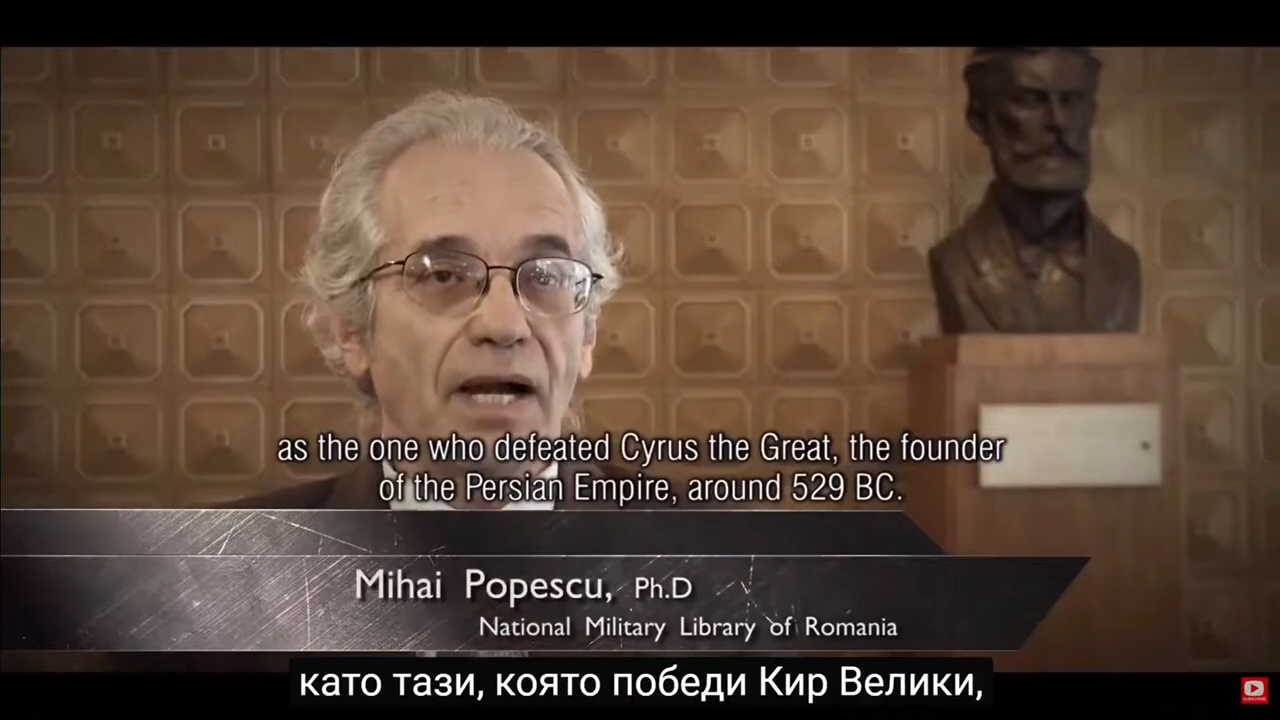 as the one who defeated Cyrus the Great, the founder
of the Persian Empire, around 529 BC.
Mihai Popescu, Ph.D
National Military Library of Romania
като тази, която победи Кир Велики,
SUBSCRIBE